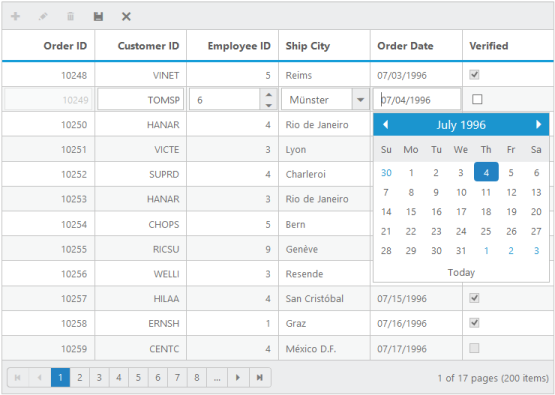 Order ID Customer ID Employee ID Ship City Order Date Verified
10248 VINET 5 Reims 07/03/1996
10249 TOMSP 6 Münster 07/04/1996
10250 HANAR 4 Rio de Janeiro
10251 VICTE 3 Lyon
10252 SUPRD 4 Charleroi
10253 HANAR 3 Rio de Janeiro
10254 CHOPS 5 Bern
10255 RICSU 9 Genève
10256 WELLI 3 Resende
10257 HILAA 4 San Cristóbal 07/15/1996
10258 ERNSH 1 Graz 07/16/1996
10259 CENTC 4 México D.F. 07/17/1996
July 1996
Su Mo Tu We Th Fr Sa
30 1 2 3 4 5 6
7 8 9 10 11 12 13
14 15 16 17 18 19 20
21 22 23 24 25 26 27
28 29 30 31 1 2 3
Today
1 2 3 4 5 6 7 8 ... 1 of 17 pages (200 items)